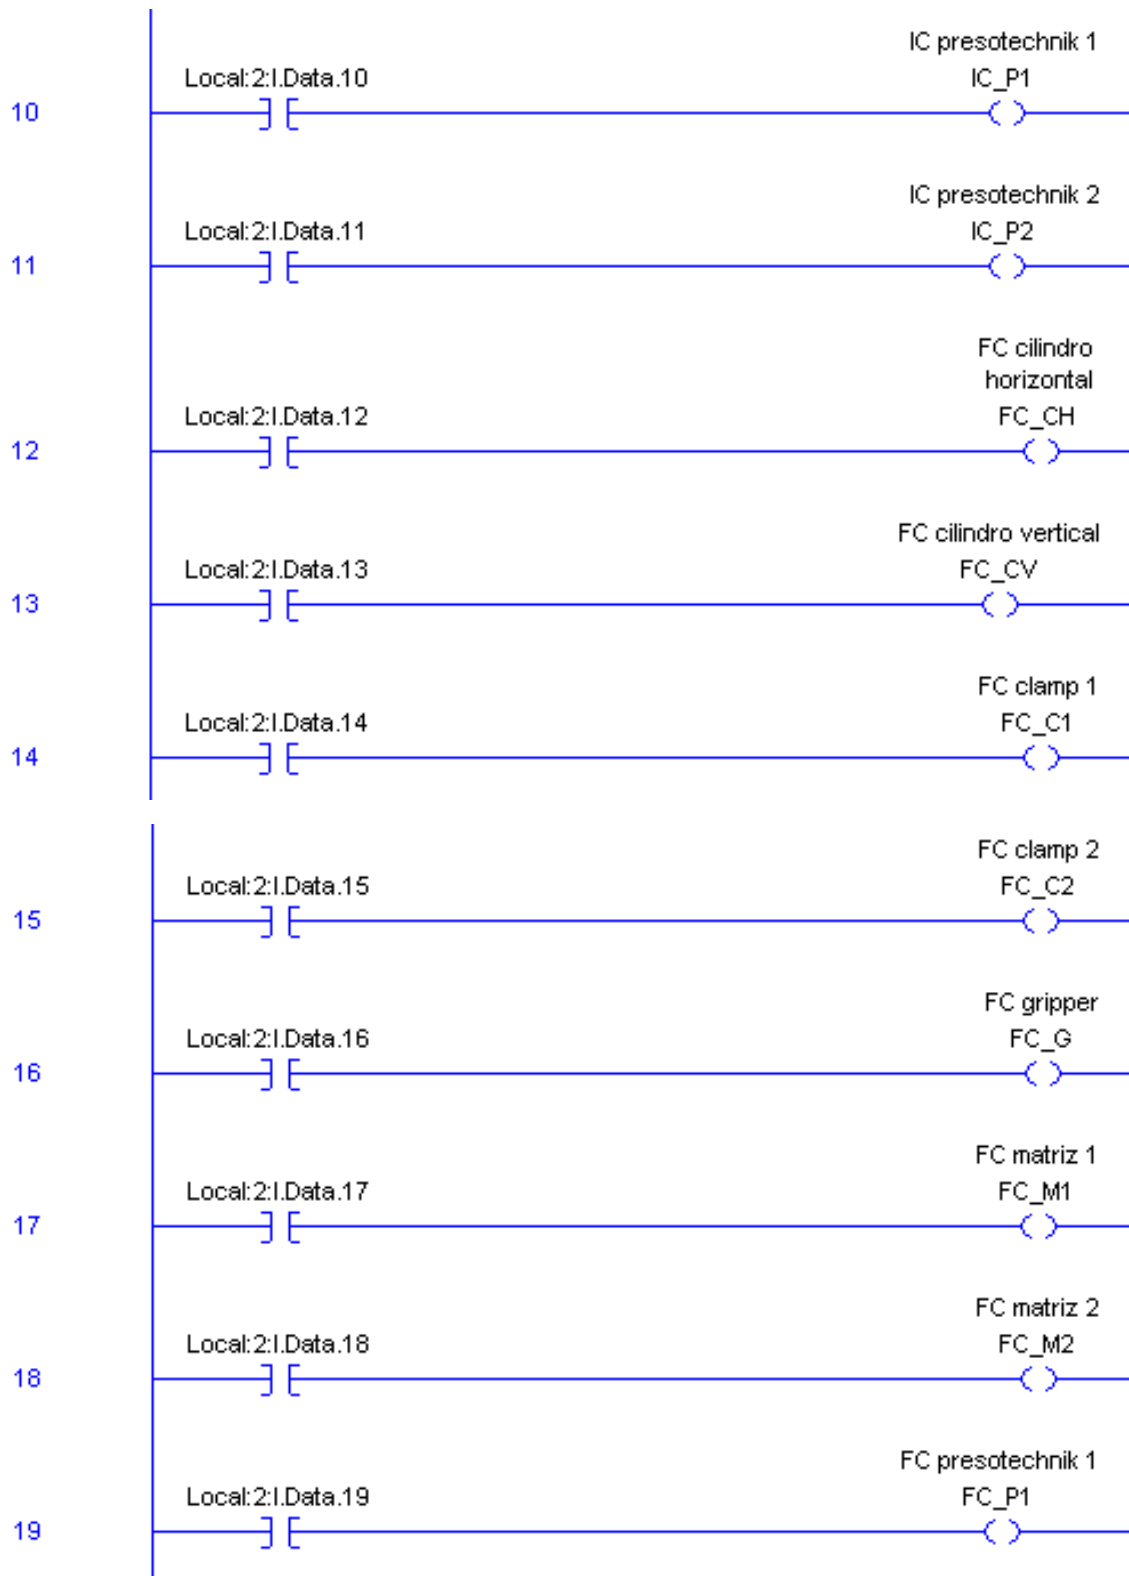 IC presotechnik 1
Local:2:I.Data.10
IC_P1
10
IC presotechnik 2
Local:2:I.Data.11
IC_P2
11
FC cilindro
horizontal
Local:2:I.Data.12
FC_CH
12
FC cilindro vertical
Local:2:I.Data.13
FC_CV
13
FC clamp 1
Local:2:I.Data.14
FC_C1
14
FC clamp 2
Local:2:I.Data.15
FC_C2
15
FC gripper
Local:2:I.Data.16
FC_G
16
FC matriz 1
Local:2:I.Data.17
FC_M1
17
FC matriz 2
Local:2:I.Data.18
FC_M2
18
FC presotechnik 1
Local:2:I.Data.19
FC_P1
19